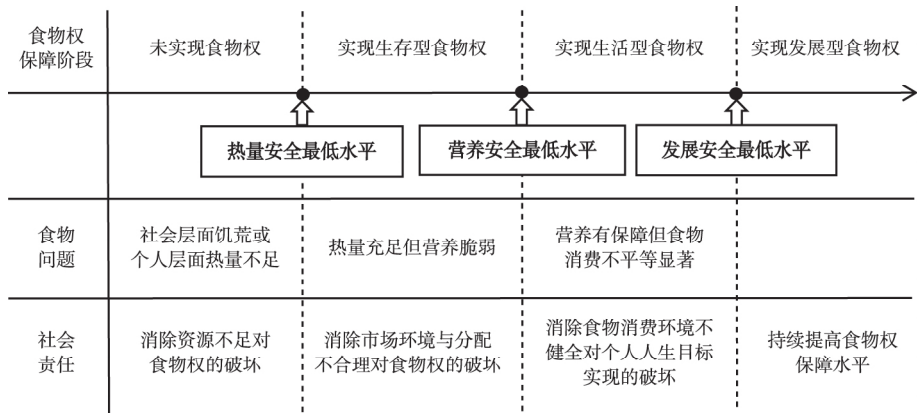 食物权
保障阶段
未实现食物权
实现生存型食物权
实现生活型食物权
实现发展型食物权
热量安全最低水平
营养安全最低水平
发展安全最低水平
食物
问题
社会层面饥荒或
个人层面热量不足
热量充足但营养脆弱
营养有保障但食物
消费不平等显著
社会
责任
消除资源不足对
食物权的破坏
消除市场环境与分配
不合理对食物权的破坏
消除食物消费环境不
健全对个人人生目标
实现的破坏
持续提高食物权
保障水平